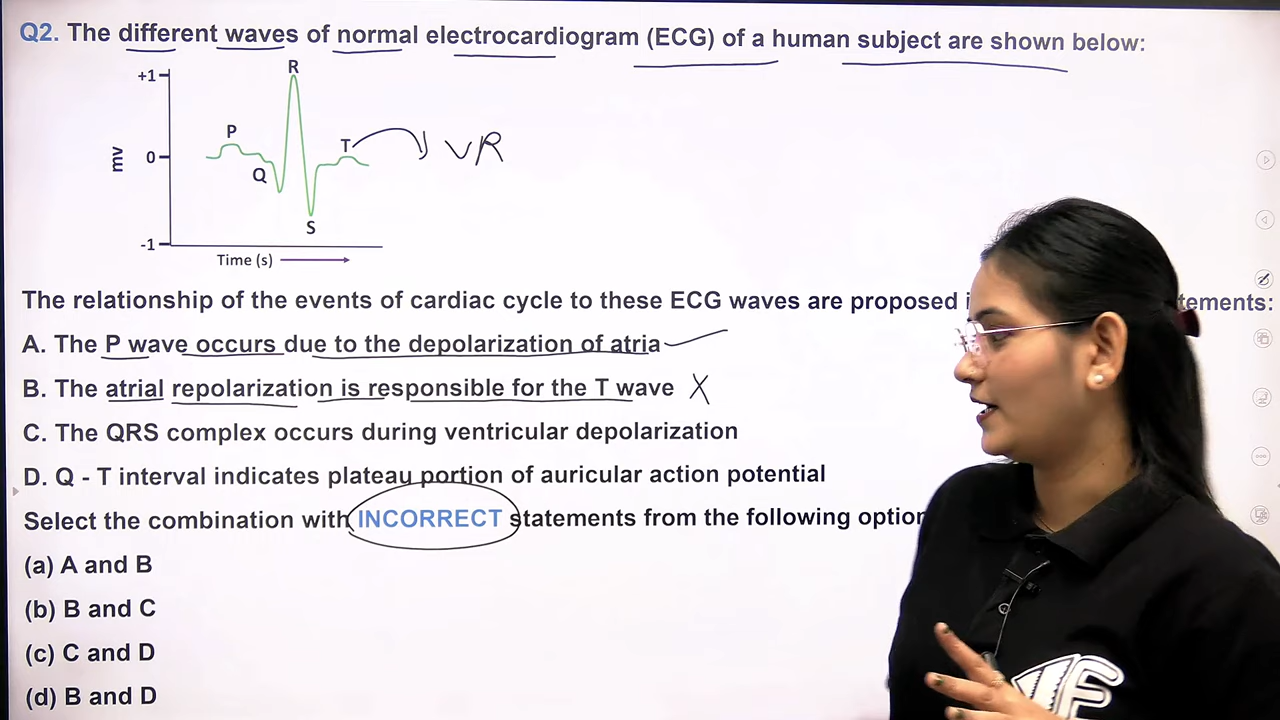 Q2. The different waves of normal electrocardiogram (ECG) of a human subject are shown below:
R
+1
P
T
VR
mv
0
Q
S
-1
Time (s)
The relationship of the events of cardiac cycle to these ECG waves are proposed
A. The P wave occurs due to the depolarization of atria
B. The atrial repolarization is responsible for the T wave X
C. The QRS complex occurs during ventricular depolarization
D. Q - T interval indicates plateau portion of auricular action potential
Select the combination with INCORRECT statements from the following
(a) A and B
(b) B and C
(c) C and D
(d) B and D